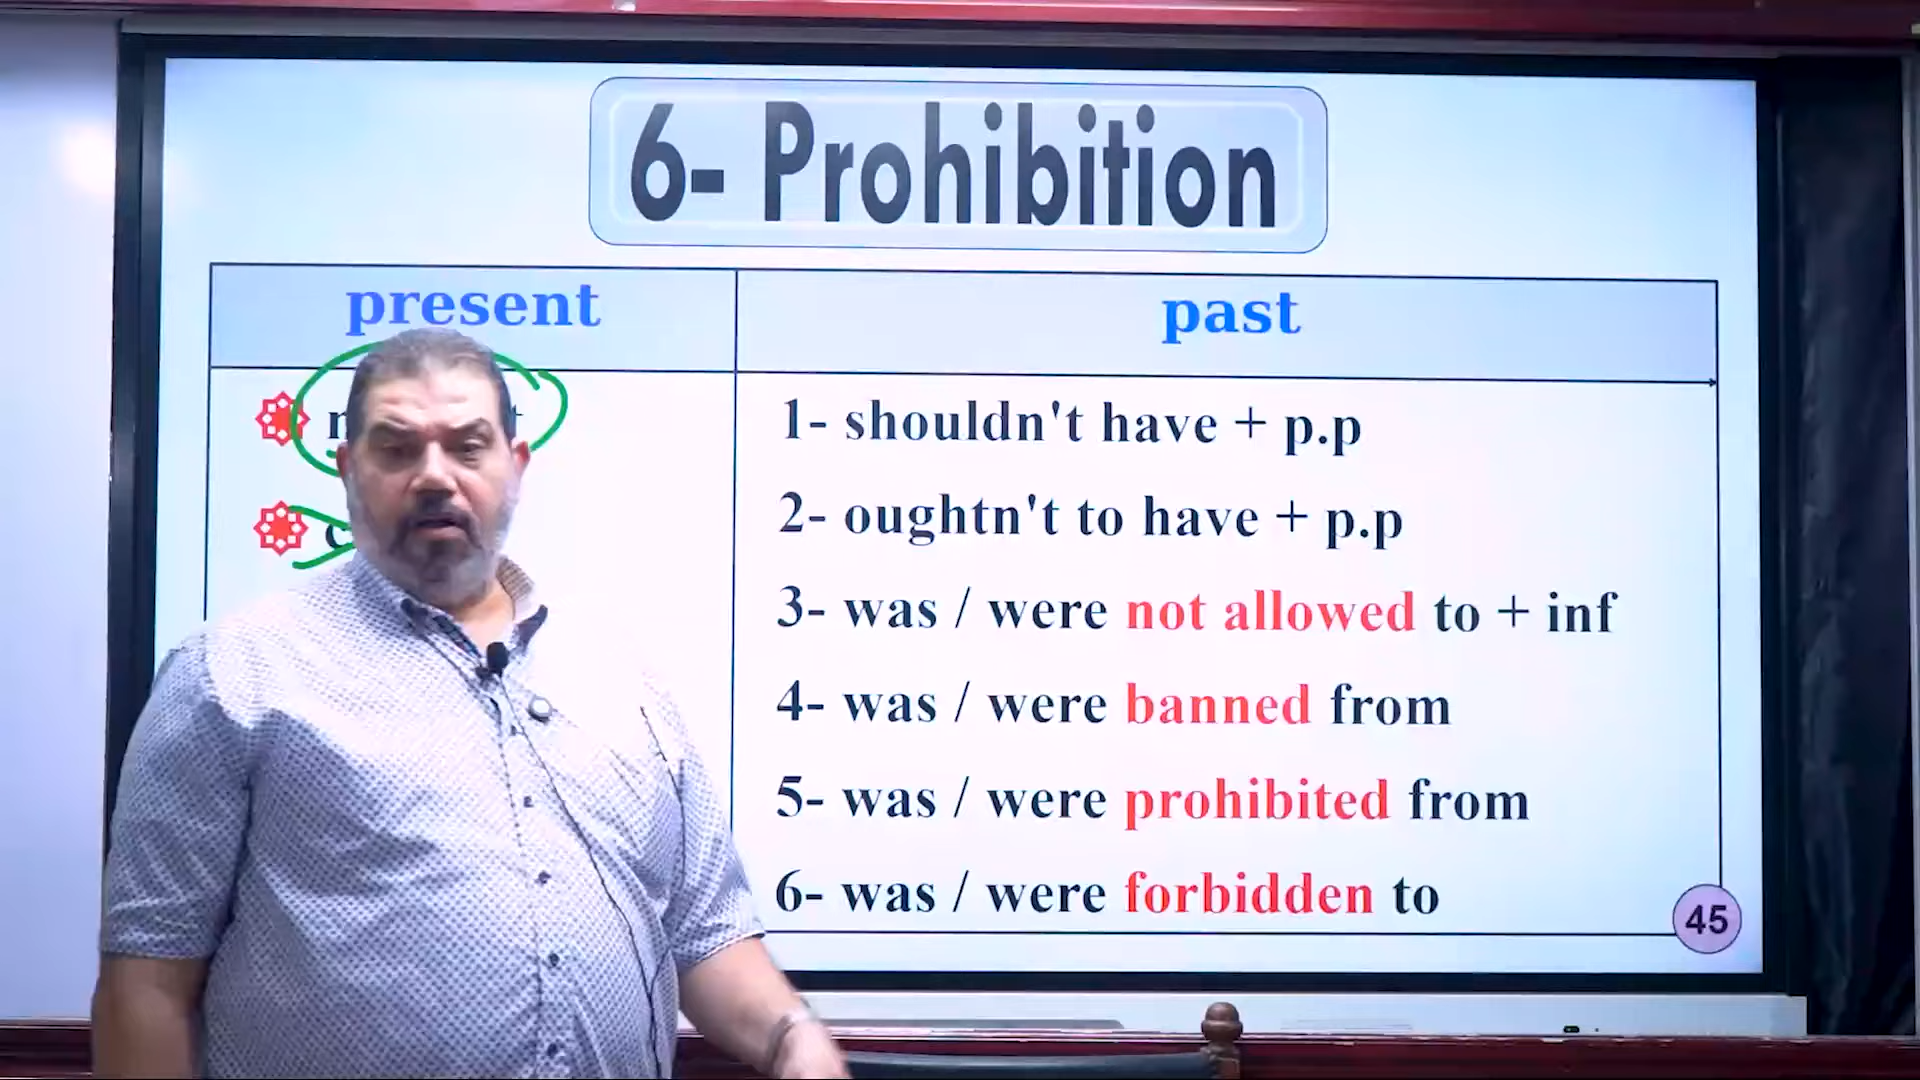 6- Prohibition
present
past
1- shouldn't have + p.p
2- oughtn't to have + p.p
3- was / were not allowed to + inf
4- was / were banned from
5- was / were prohibited from
6- was / were forbidden to
45